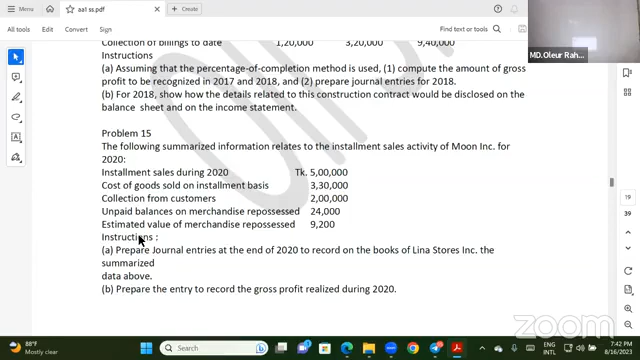 Menu
aa1 ss.pdf
Create
All tools
Edit
Convert
Sign
Find text or tools
MD.Oleur Rah...
Collection of billings to date 1,20,000 3,20,000 9,40,000
Instructions
(a) Assuming that the percentage-of-completion method is used, (1) compute the amount of gross
profit to be recognized in 2017 and 2018, and (2) prepare journal entries for 2018.
(b) For 2018, show how the details related to this construction contract would be disclosed on the
balance sheet and on the income statement.
Problem 15
The following summarized information relates to the installment sales activity of Moon Inc. for
2020:
Installment sales during 2020 Tk. 5,00,000
Cost of goods sold on installment basis 3,30,000
Collection from customers 2,00,000
Unpaid balances on merchandise repossessed 24,000
Estimated value of merchandise repossessed 9,200
Instructions :
(a) Prepare Journal entries at the end of 2020 to record on the books of Lina Stores Inc. the
summarized
data above.
(b) Prepare the entry to record the gross profit realized during 2020.
19
39
zoom
88°F
Mostly clear
Search
ENG
INTL
7:42 PM
8/16/2023